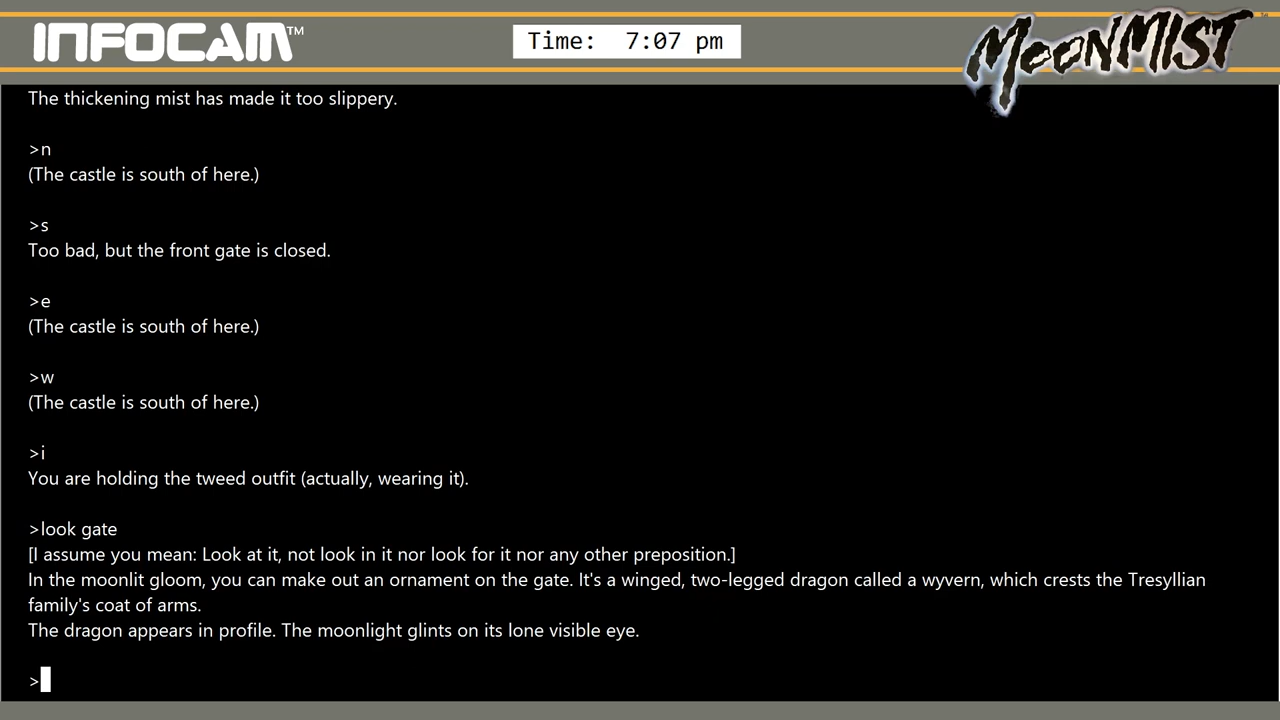 INFOCAM™
Time: 7:07 pm
MOONMIST
The thickening mist has made it too slippery.
>n
(The castle is south of here.)
>s
Too bad, but the front gate is closed.
>e
(The castle is south of here.)
>w
(The castle is south of here.)
>i
You are holding the tweed outfit (actually, wearing it).
>look gate
[I assume you mean: Look at it, not look in it nor look for it nor any other preposition.]
In the moonlit gloom, you can make out an ornament on the gate. It's a winged, two-legged dragon called a wyvern, which crests the Tresyllian
family's coat of arms.
The dragon appears in profile. The moonlight glints on its lone visible eye.
>